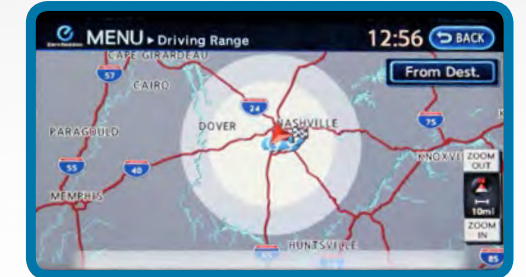 MENU ▸ Driving Range
12:56
BACK
CAPE GIRARDEAU
From Dest.
57
CAIRO
24
75
DOVER
NASHVILLE
PARAGOULD
KNOXVI
ZOOM
OUT
55
40
10mi
MEMPHIS
ZOOM
IN
HUNTSVILLE
65
85